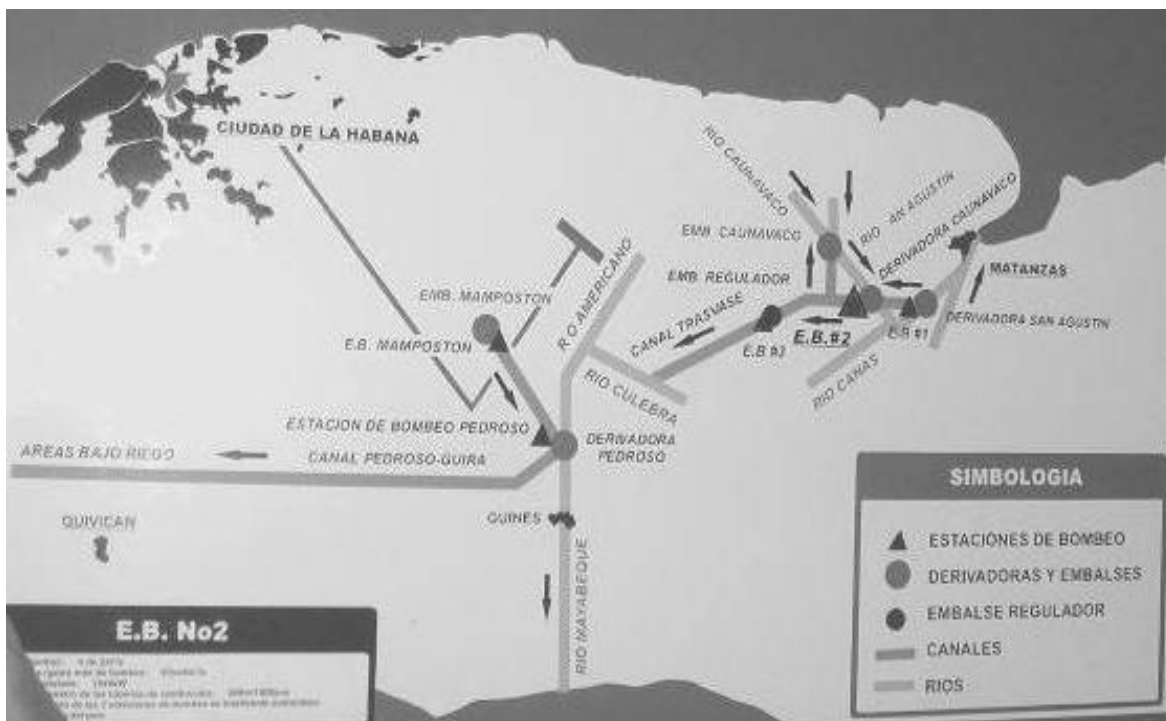 CIUDAD DE LA HABANA
RIO CAUNAVACO
RIO AN AGUSTIN
DERIVADORA CAUNAVACO
EMB. CAUNAVACO
MATANZAS
EMB. REGULADOR
DERIVADORA SAN AGUSTIN
E.B #1
E.B.#2
E.B #3
CANAL TRASVASE
RIO CANAS
R O AMERICANO
EMB. MAMPOSTON
E.B. MAMPOSTON
RIO CULEBRA
ESTACION DE BOMBEO PEDROSO
DERIVADORA
PEDROSO
AREAS BAJO RIEGO
CANAL PEDROSO-GUIRA
QUIVICAN
GUINES
RIO MAYABEQUE
SIMBOLOGIA
ESTACIONES DE BOMBEO
DERIVADORAS Y EMBALSES
EMBALSE REGULADOR
CANALES
RIOS
E.B. No2